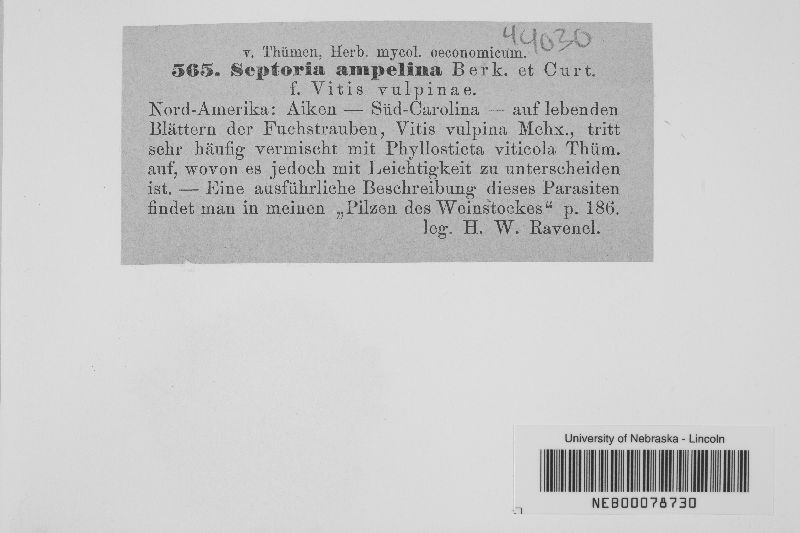 44030
v. Thümen, Herb. mycol. oeconomicum.
565. Septoria ampelina Berk. et Curt.
f. Vitis vulpinae.
Nord-Amerika: Aiken — Süd-Carolina — auf lebenden
Blättern der Fuchstrauben, Vitis vulpina Mchx., tritt
sehr häufig vermischt mit Phyllosticta viticola Thüm.
auf, wovon es jedoch mit Leichtigkeit zu unterscheiden
ist. — Eine ausführliche Beschreibung dieses Parasiten
findet man in meinen „Pilzen des Weinstockes“ p. 186.
leg. H. W. Ravenel.
University of Nebraska - Lincoln
NEB00078730